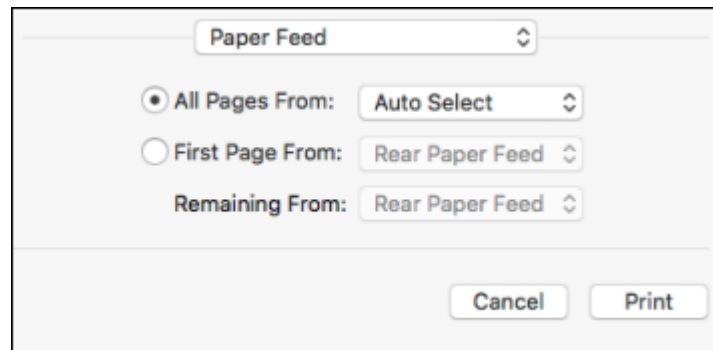 Paper Feed
All Pages From: Auto Select
First Page From: Rear Paper Feed
Remaining From: Rear Paper Feed
Cancel Print